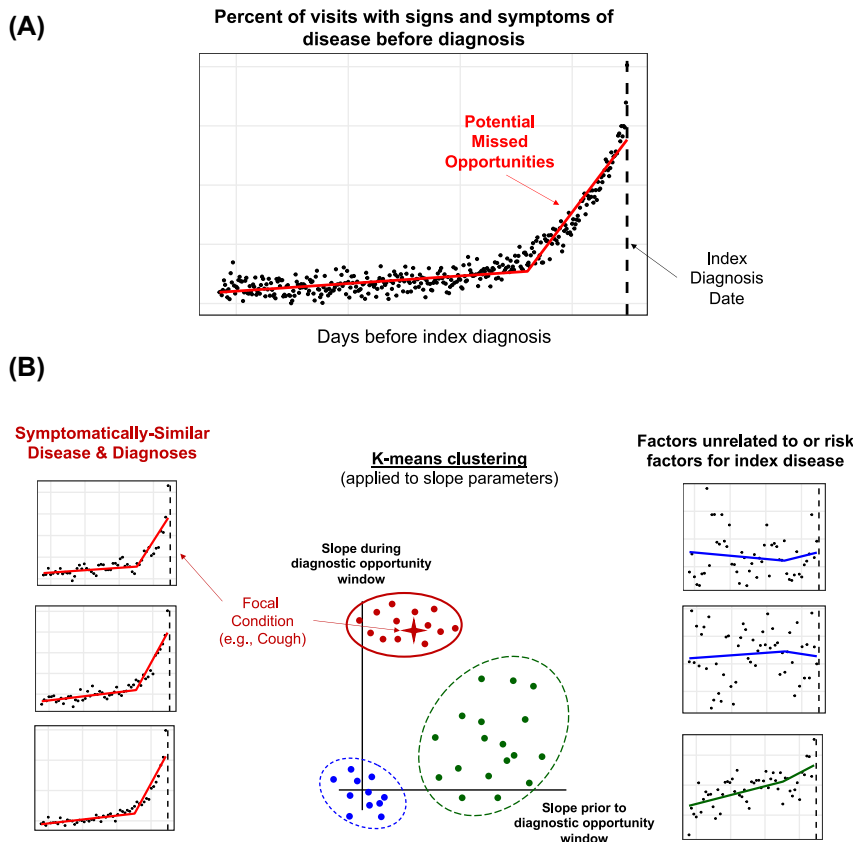 (A)
Percent of visits with signs and symptoms of
disease before diagnosis
Potential
Missed
Opportunities
Index
Diagnosis
Date
Days before index diagnosis
(B)
Symptomatically-Similar
Disease & Diagnoses
K-means clustering
(applied to slope parameters)
Factors unrelated to or risk
factors for index disease
Slope during
diagnostic opportunity
window
Focal
Condition
(e.g., Cough)
Slope prior to
diagnostic opportunity
window